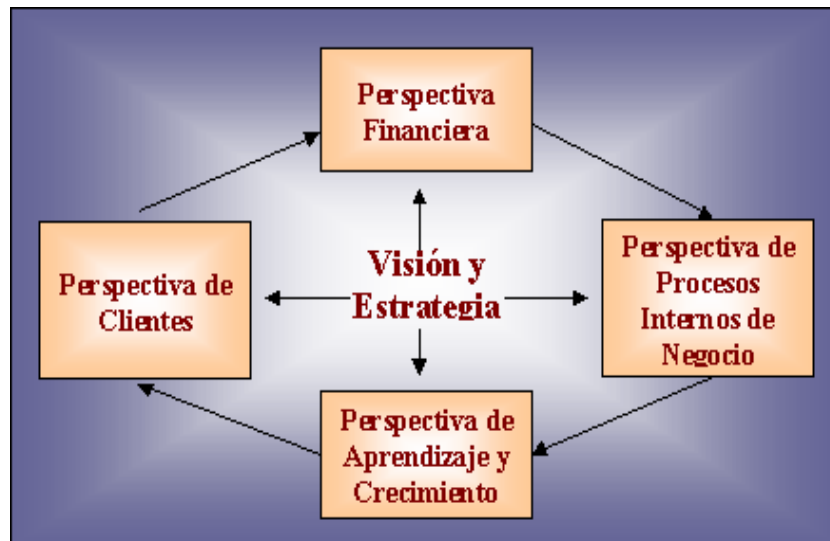 Perspectiva
Financiera
Perspectiva de
Clientes
Visión y
Estrategia
Perspectiva de
Procesos
Internos de
Negocio
Perspectiva de
Aprendizaje y
Crecimiento